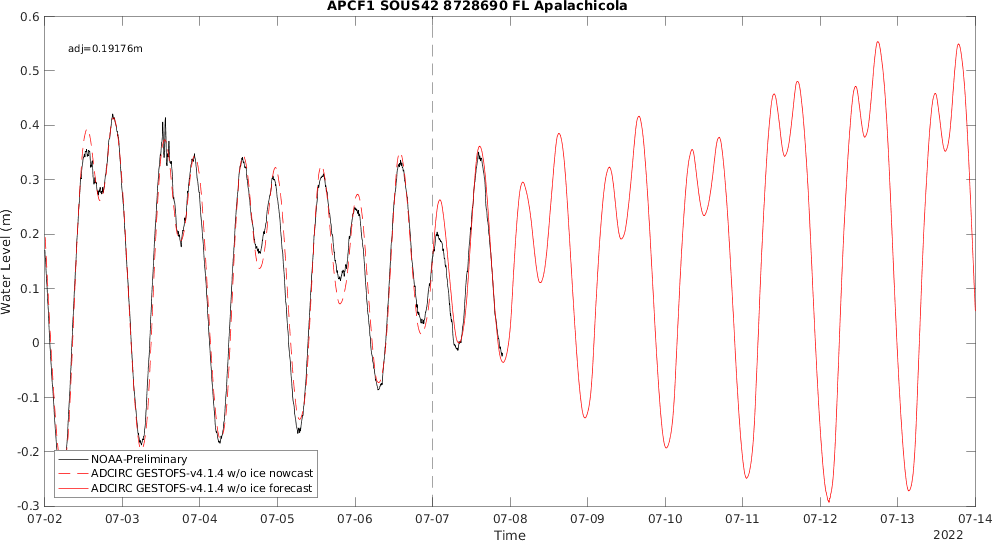 APCF1 SOUS42 8728690 FL Apalachicola
adj=0.19176m
Water Level (m)
0.6
0.5
0.4
0.3
0.2
0.1
0
-0.1
-0.2
-0.3
NOAA-Preliminary
ADCIRC GESTOFS-v4.1.4 w/o ice nowcast
ADCIRC GESTOFS-v4.1.4 w/o ice forecast
07-02 07-03 07-04 07-05 07-06 07-07 07-08 07-09 07-10 07-11 07-12 07-13 07-14
Time
2022